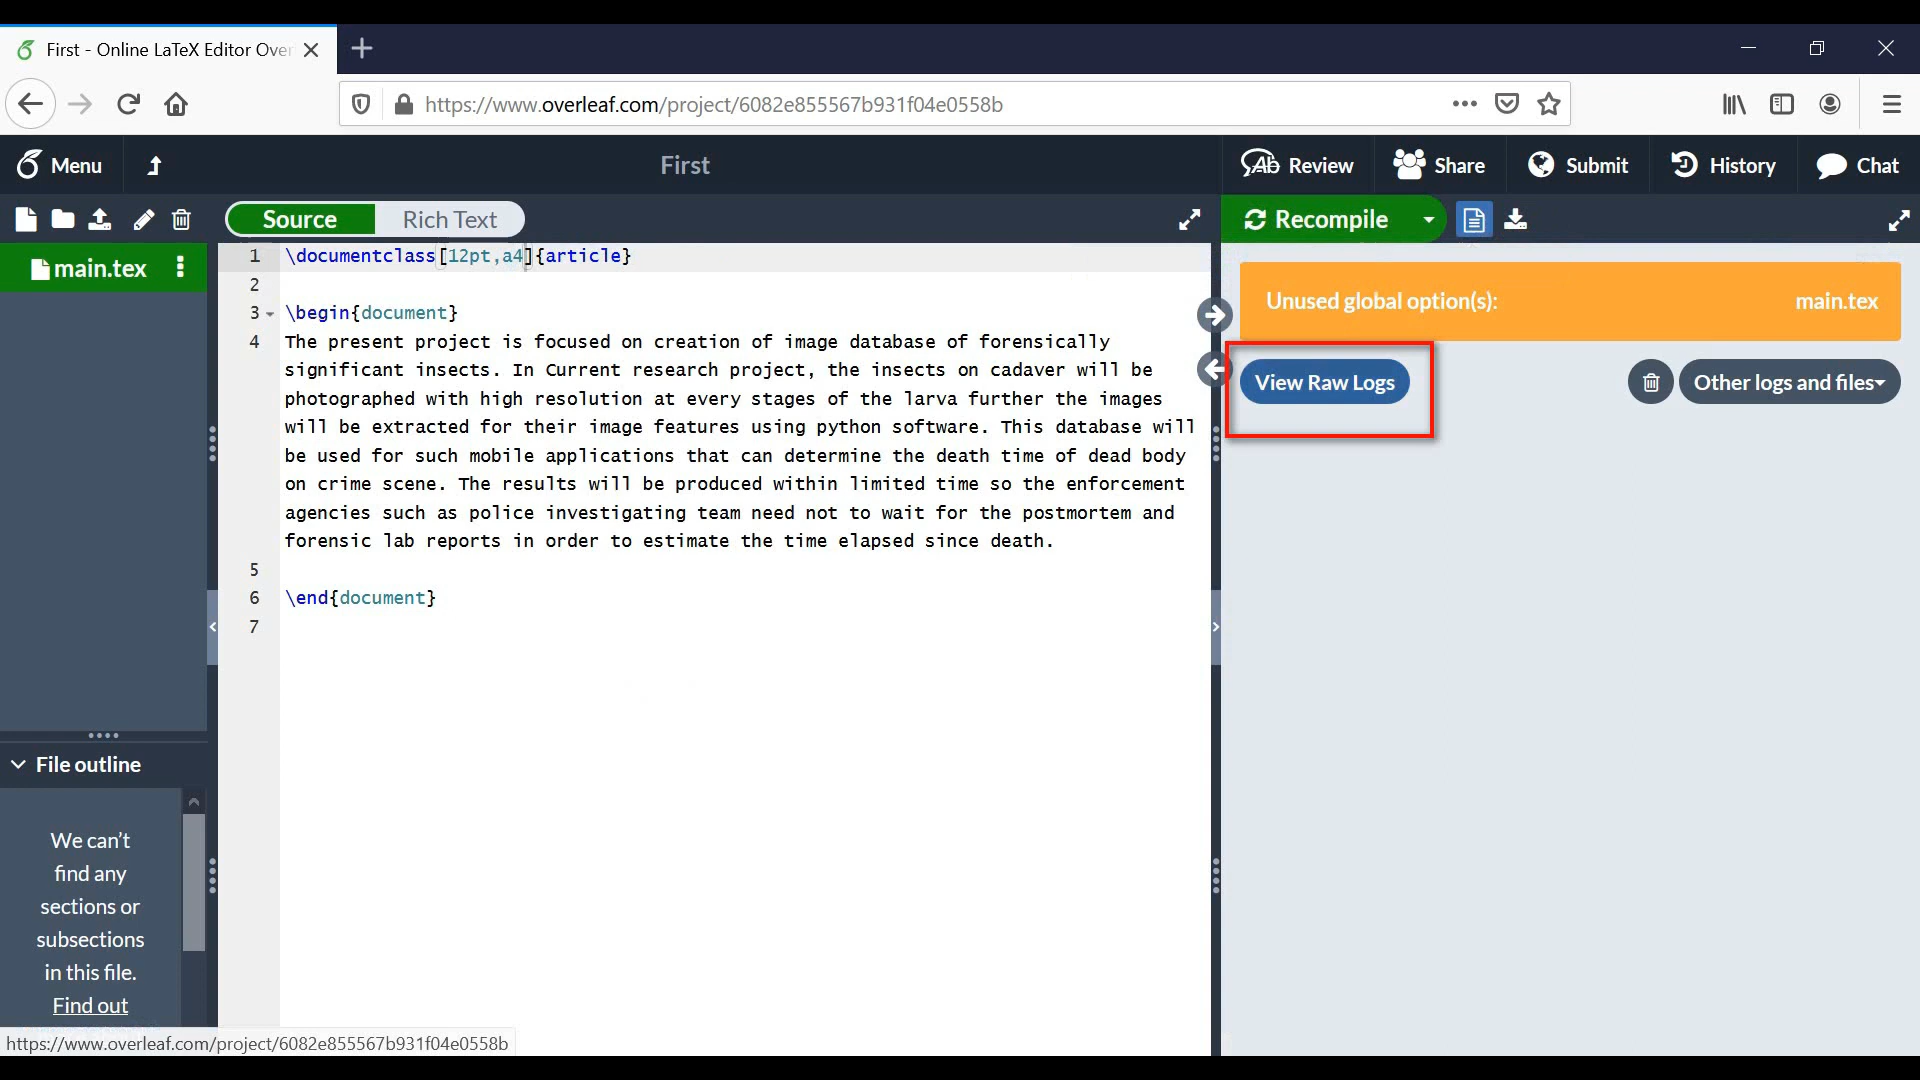 First - Online LaTeX Editor Over
https://www.overleaf.com/project/6082e855567b931f04e0558b
Menu
First
Review
Share
Submit
History
Chat
Source
Rich Text
Recompile
main.tex
1 \documentclass[12pt,a4]{article}
2
3 \begin{document}
4 The present project is focused on creation of image database of forensically
significant insects. In Current research project, the insects on cadaver will be
photographed with high resolution at every stages of the larva further the images
will be extracted for their image features using python software. This database will
be used for such mobile applications that can determine the death time of dead body
on crime scene. The results will be produced within limited time so the enforcement
agencies such as police investigating team need not to wait for the postmortem and
forensic lab reports in order to estimate the time elapsed since death.
5
6 \end{document}
7
Unused global option(s):
main.tex
View Raw Logs
Other logs and files
File outline
We can't
find any
sections or
subsections
in this file.
Find out
https://www.overleaf.com/project/6082e855567b931f04e0558b